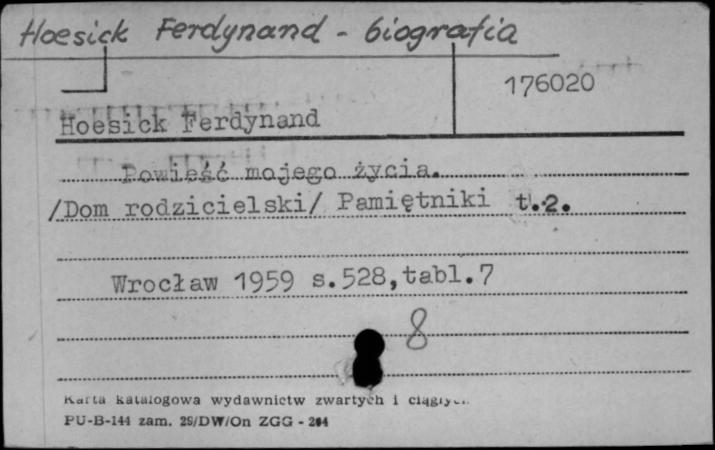 Hoesick Ferdynand - biografia
176020
Hoesick Ferdynand
Powieść mojego życia.
/Dom rodzicielski/ Pamiętniki t.2.
Wrocław 1959 s.528,tabl.7
8
Karta katalogowa wydawnictw zwartych i ciągłych
PU-B-144 zam. 29/DW/On ZGG - 204